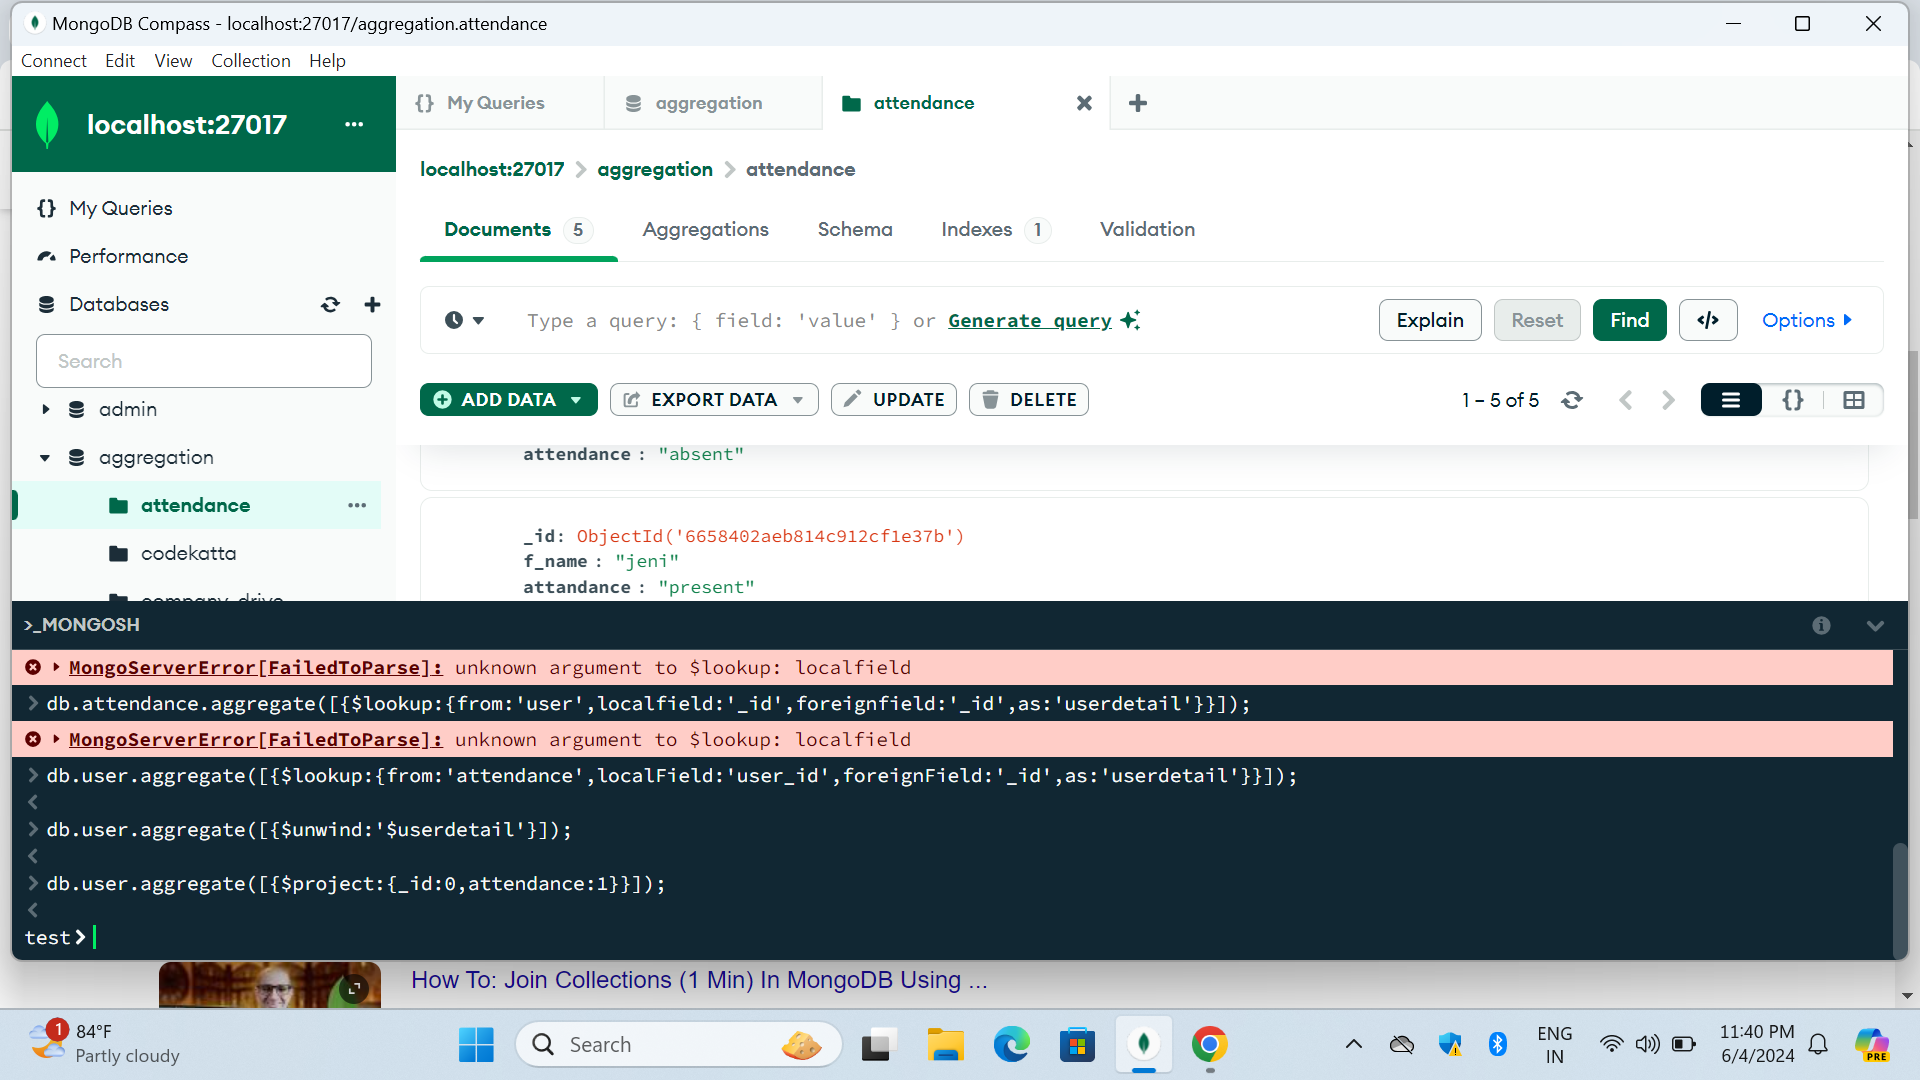 MongoDB Compass - localhost:27017/aggregation.attendance
Connect Edit View Collection Help
localhost:27017 ...
{} My Queries
aggregation
attendance
localhost:27017 > aggregation > attendance
My Queries
Performance
Databases
Search
admin
aggregation
attendance
codekatta
company_drive
Documents 5 Aggregations Schema Indexes 1 Validation
Type a query: { field: 'value' } or Generate query
Explain Reset Find </> Options
ADD DATA EXPORT DATA UPDATE DELETE
1 – 5 of 5
attendance : "absent"
_id: ObjectId('6658402aeb814c912cf1e37b')
f_name : "jeni"
attandance : "present"
>_MONGOSH
MongoServerError[FailedToParse]: unknown argument to $lookup: localfield
> db.attendance.aggregate([{$lookup:{from:'user',localfield:'_id',foreignfield:'_id',as:'userdetail'}}]);
MongoServerError[FailedToParse]: unknown argument to $lookup: localfield
> db.user.aggregate([{$lookup:{from:'attendance',localField:'user_id',foreignField:'_id',as:'userdetail'}}]);
<
> db.user.aggregate([{$unwind:'$userdetail'}]);
<
> db.user.aggregate([{$project:{_id:0,attendance:1}}]);
<
test>
How To: Join Collections (1 Min) In MongoDB Using ...
1
84°F
Partly cloudy
Search
PRE
ENG
IN
11:40 PM
6/4/2024